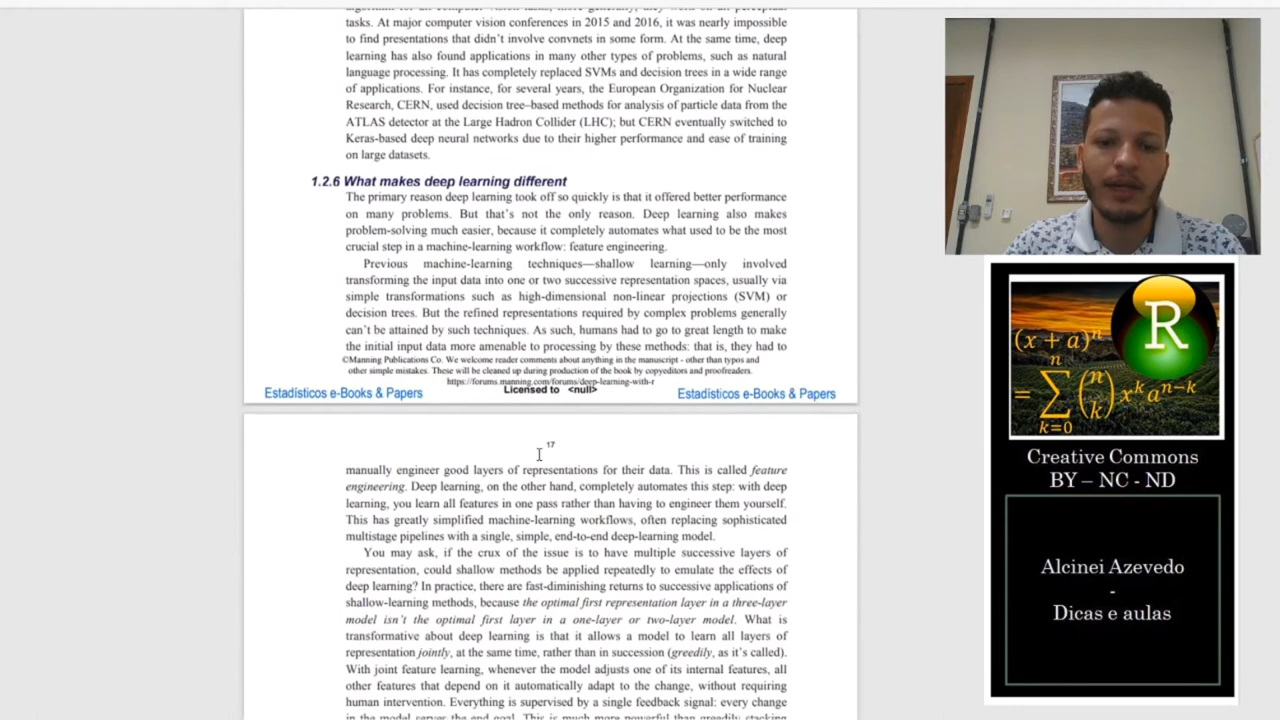 tasks. At major computer vision conferences in 2015 and 2016, it was nearly impossible
to find presentations that didn't involve convnets in some form. At the same time, deep
learning has also found applications in many other types of problems, such as natural
language processing. It has completely replaced SVMs and decision trees in a wide range
of applications. For instance, for several years, the European Organization for Nuclear
Research, CERN, used decision tree–based methods for analysis of particle data from the
ATLAS detector at the Large Hadron Collider (LHC); but CERN eventually switched to
Keras-based deep neural networks due to their higher performance and ease of training
on large datasets.
1.2.6 What makes deep learning different
The primary reason deep learning took off so quickly is that it offered better performance
on many problems. But that's not the only reason. Deep learning also makes
problem-solving much easier, because it completely automates what used to be the most
crucial step in a machine-learning workflow: feature engineering.
Previous machine-learning techniques—shallow learning—only involved
transforming the input data into one or two successive representation spaces, usually via
simple transformations such as high-dimensional non-linear projections (SVM) or
decision trees. But the refined representations required by complex problems generally
can't be attained by such techniques. As such, humans had to go to great length to make
the initial input data more amenable to processing by these methods: that is, they had to
©Manning Publications Co. We welcome reader comments about anything in the manuscript - other than typos and
other simple mistakes. These will be cleaned up during production of the book by copyeditors and proofreaders.
https://forums.manning.com/forums/deep-learning-with-r
Licensed to <null>
Estadísticos e-Books & Papers
Estadísticos e-Books & Papers
17
manually engineer good layers of representations for their data. This is called feature
engineering. Deep learning, on the other hand, completely automates this step: with deep
learning, you learn all features in one pass rather than having to engineer them yourself.
This has greatly simplified machine-learning workflows, often replacing sophisticated
multistage pipelines with a single, simple, end-to-end deep-learning model.
You may ask, if the crux of the issue is to have multiple successive layers of
representation, could shallow methods be applied repeatedly to emulate the effects of
deep learning? In practice, there are fast-diminishing returns to successive applications of
shallow-learning methods, because the optimal first representation layer in a three-layer
model isn't the optimal first layer in a one-layer or two-layer model. What is
transformative about deep learning is that it allows a model to learn all layers of
representation jointly, at the same time, rather than in succession (greedily, as it's called).
With joint feature learning, whenever the model adjusts one of its internal features, all
other features that depend on it automatically adapt to the change, without requiring
human intervention. Everything is supervised by a single feedback signal: every change
in the model serves the end goal. This is much more powerful than greedily stacking
(x + a)^n
= ∑_{k=0}^{n} (n k) x^k a^{n−k}
R
Creative Commons
BY – NC - ND
Alcinei Azevedo
-
Dicas e aulas